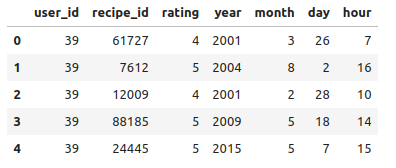 user_id recipe_id rating year month day hour
0 39 61727 4 2001 3 26 7
1 39 7612 5 2004 8 2 16
2 39 12009 4 2001 2 28 10
3 39 88185 5 2009 5 18 14
4 39 24445 5 2015 5 7 15